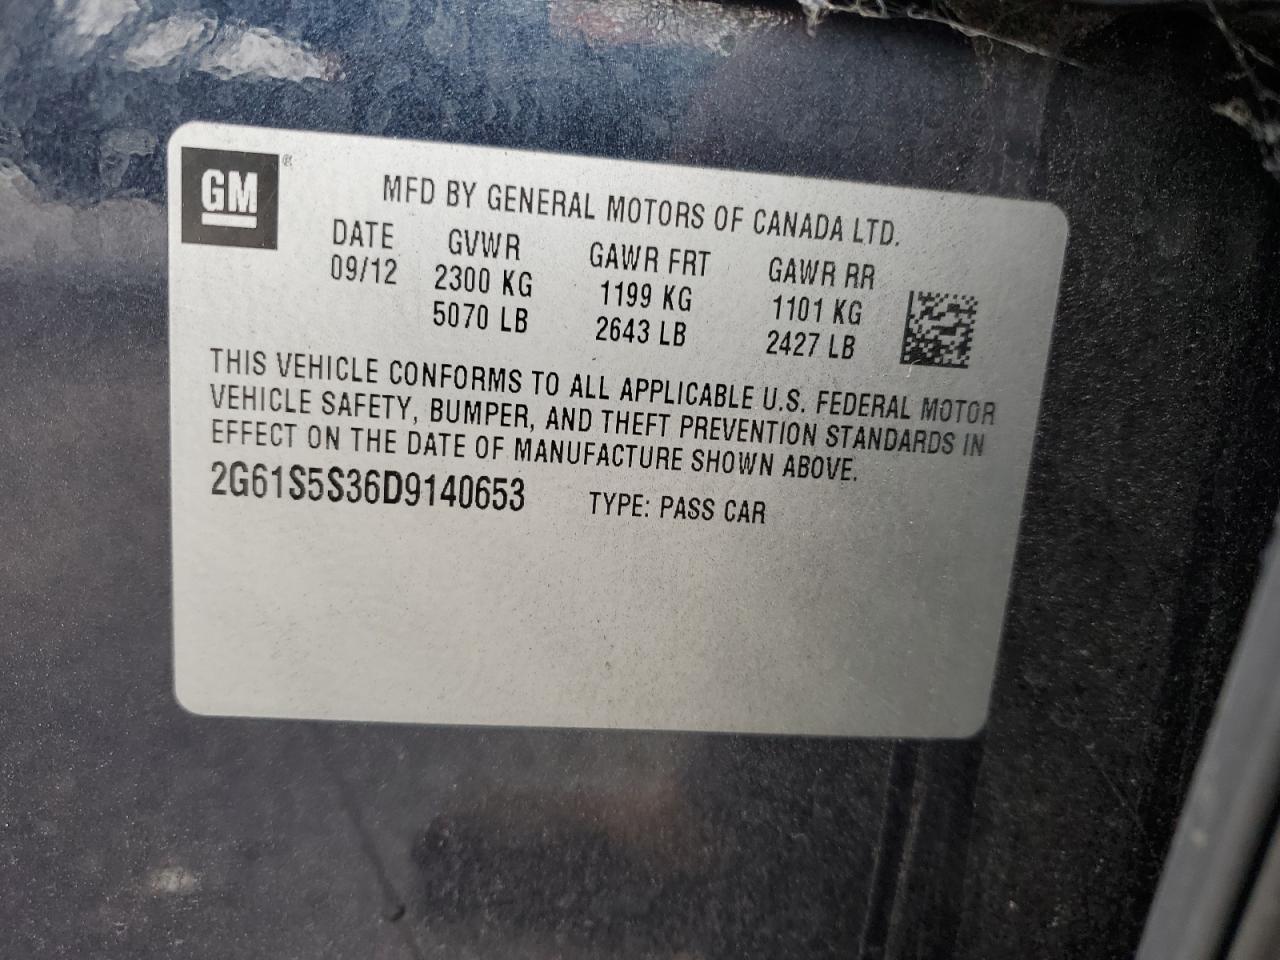 GM ®
MFD BY GENERAL MOTORS OF CANADA LTD.
DATE GVWR GAWR FRT GAWR RR
09/12 2300 KG 1199 KG 1101 KG
5070 LB 2643 LB 2427 LB
THIS VEHICLE CONFORMS TO ALL APPLICABLE U.S. FEDERAL MOTOR
VEHICLE SAFETY, BUMPER, AND THEFT PREVENTION STANDARDS IN
EFFECT ON THE DATE OF MANUFACTURE SHOWN ABOVE.
2G61S5S36D9140653 TYPE: PASS CAR